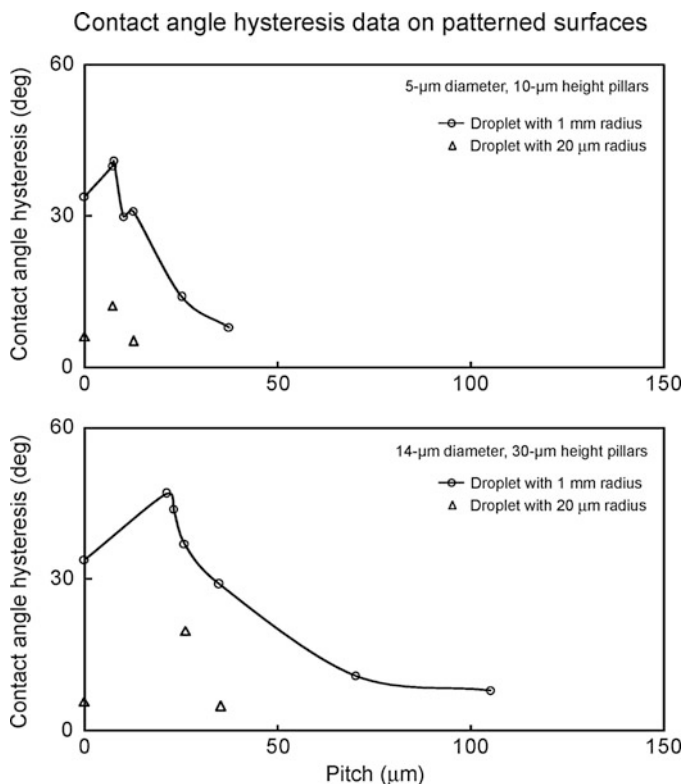 Contact angle hysteresis data on patterned surfaces
60
5-μm diameter, 10-μm height pillars
Droplet with 1 mm radius
Droplet with 20 μm radius
30
0
Contact angle hysteresis (deg)
0 50 100 150
60
14-μm diameter, 30-μm height pillars
Droplet with 1 mm radius
Droplet with 20 μm radius
30
0
Contact angle hysteresis (deg)
0 50 100 150
Pitch (μm)